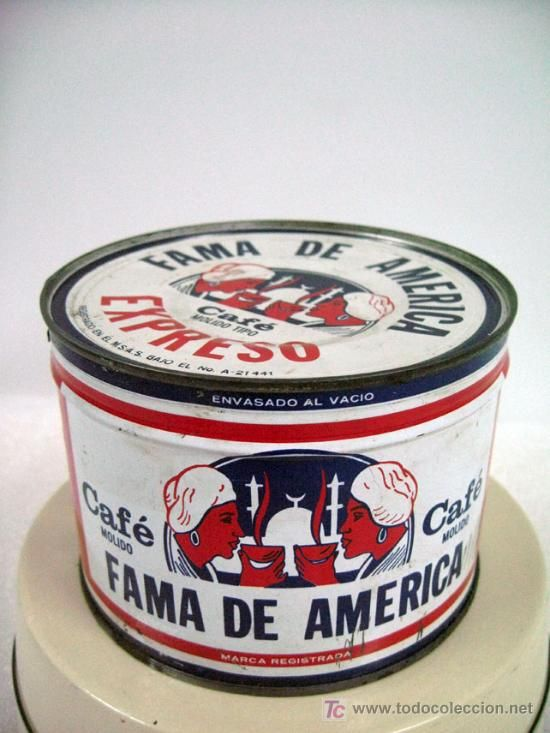 FAMA DE AMERICA
Café
MOLIDO TIPO
EXPRESO
REGISTRADO EN EL M.S.A.S. BAJO EL No. A-21441
ENVASADO AL VACIO
Café
MOLIDO
Café
MOLIDO
FAMA DE AMERICA
MARCA REGISTRADA
TC www.todocoleccion.net